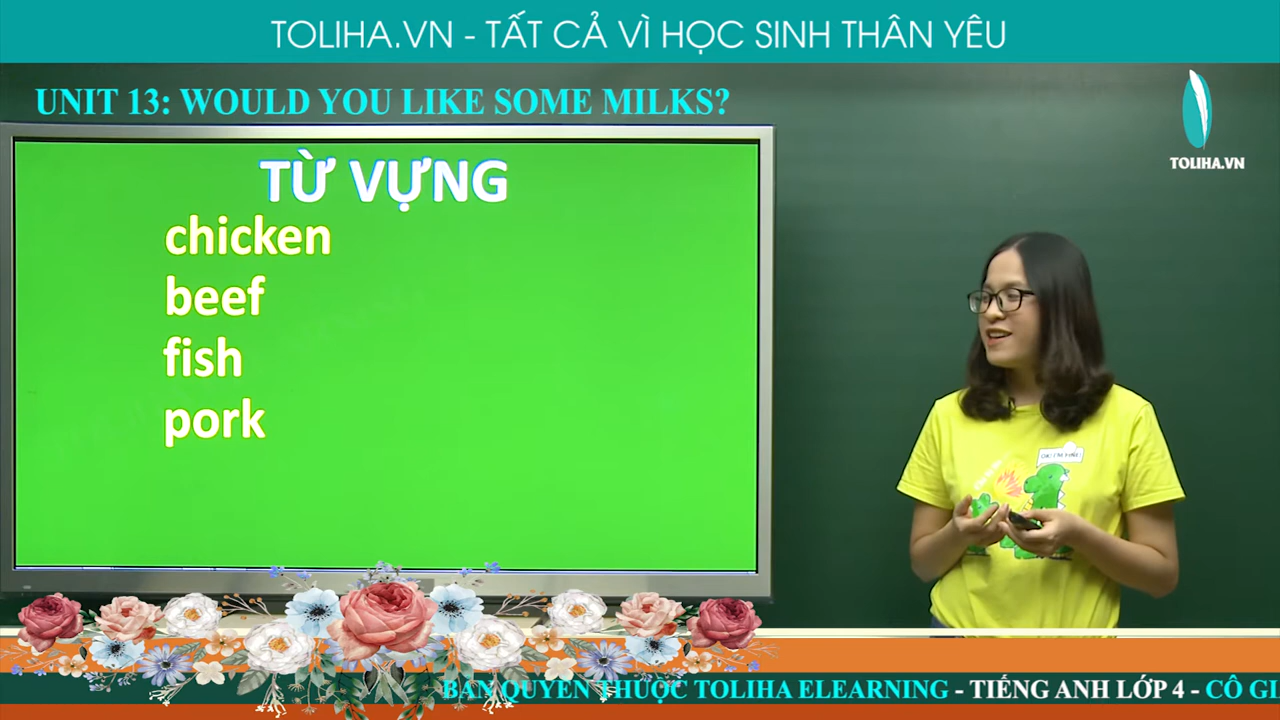 TOLIHA.VN - TẤT CẢ VÌ HỌC SINH THÂN YÊU
UNIT 13: WOULD YOU LIKE SOME MILKS?
TOLIHA.VN
TỪ VỰNG
chicken
beef
fish
pork
BẢN QUYỀN THUỘC TOLIHA ELEARNING - TIẾNG ANH LỚP 4 - CÔ GI